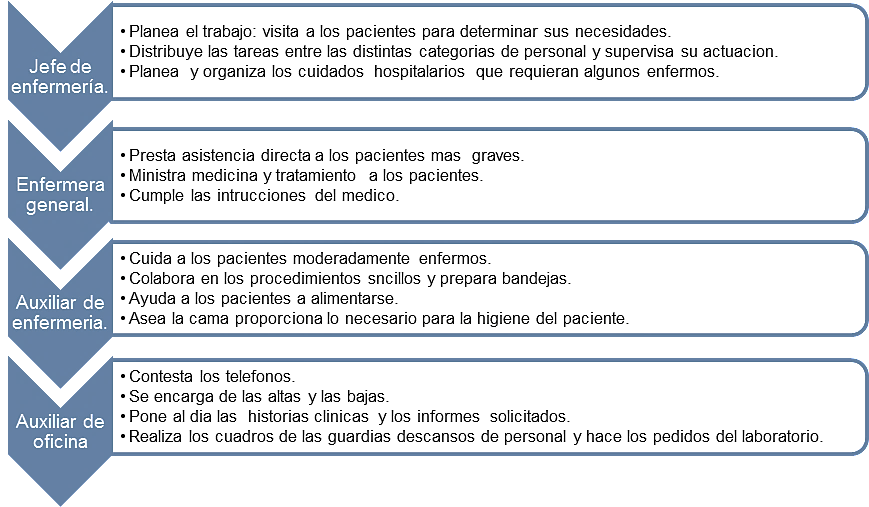 Jefe de
enfermería.
• Planea el trabajo: visita a los pacientes para determinar sus necesidades.
• Distribuye las tareas entre las distintas categorias de personal y supervisa su actuacion.
• Planea y organiza los cuidados hospitalarios que requieran algunos enfermos.
Enfermera
general.
• Presta asistencia directa a los pacientes mas graves.
• Ministra medicina y tratamiento a los pacientes.
• Cumple las intrucciones del medico.
Auxiliar de
enfermeria.
• Cuida a los pacientes moderadamente enfermos.
• Colabora en los procedimientos sncillos y prepara bandejas.
• Ayuda a los pacientes a alimentarse.
• Asea la cama proporciona lo necesario para la higiene del paciente.
Auxiliar de
oficina
• Contesta los telefonos.
• Se encarga de las altas y las bajas.
• Pone al dia las historias clinicas y los informes solicitados.
• Realiza los cuadros de las guardias descansos de personal y hace los pedidos del laboratorio.